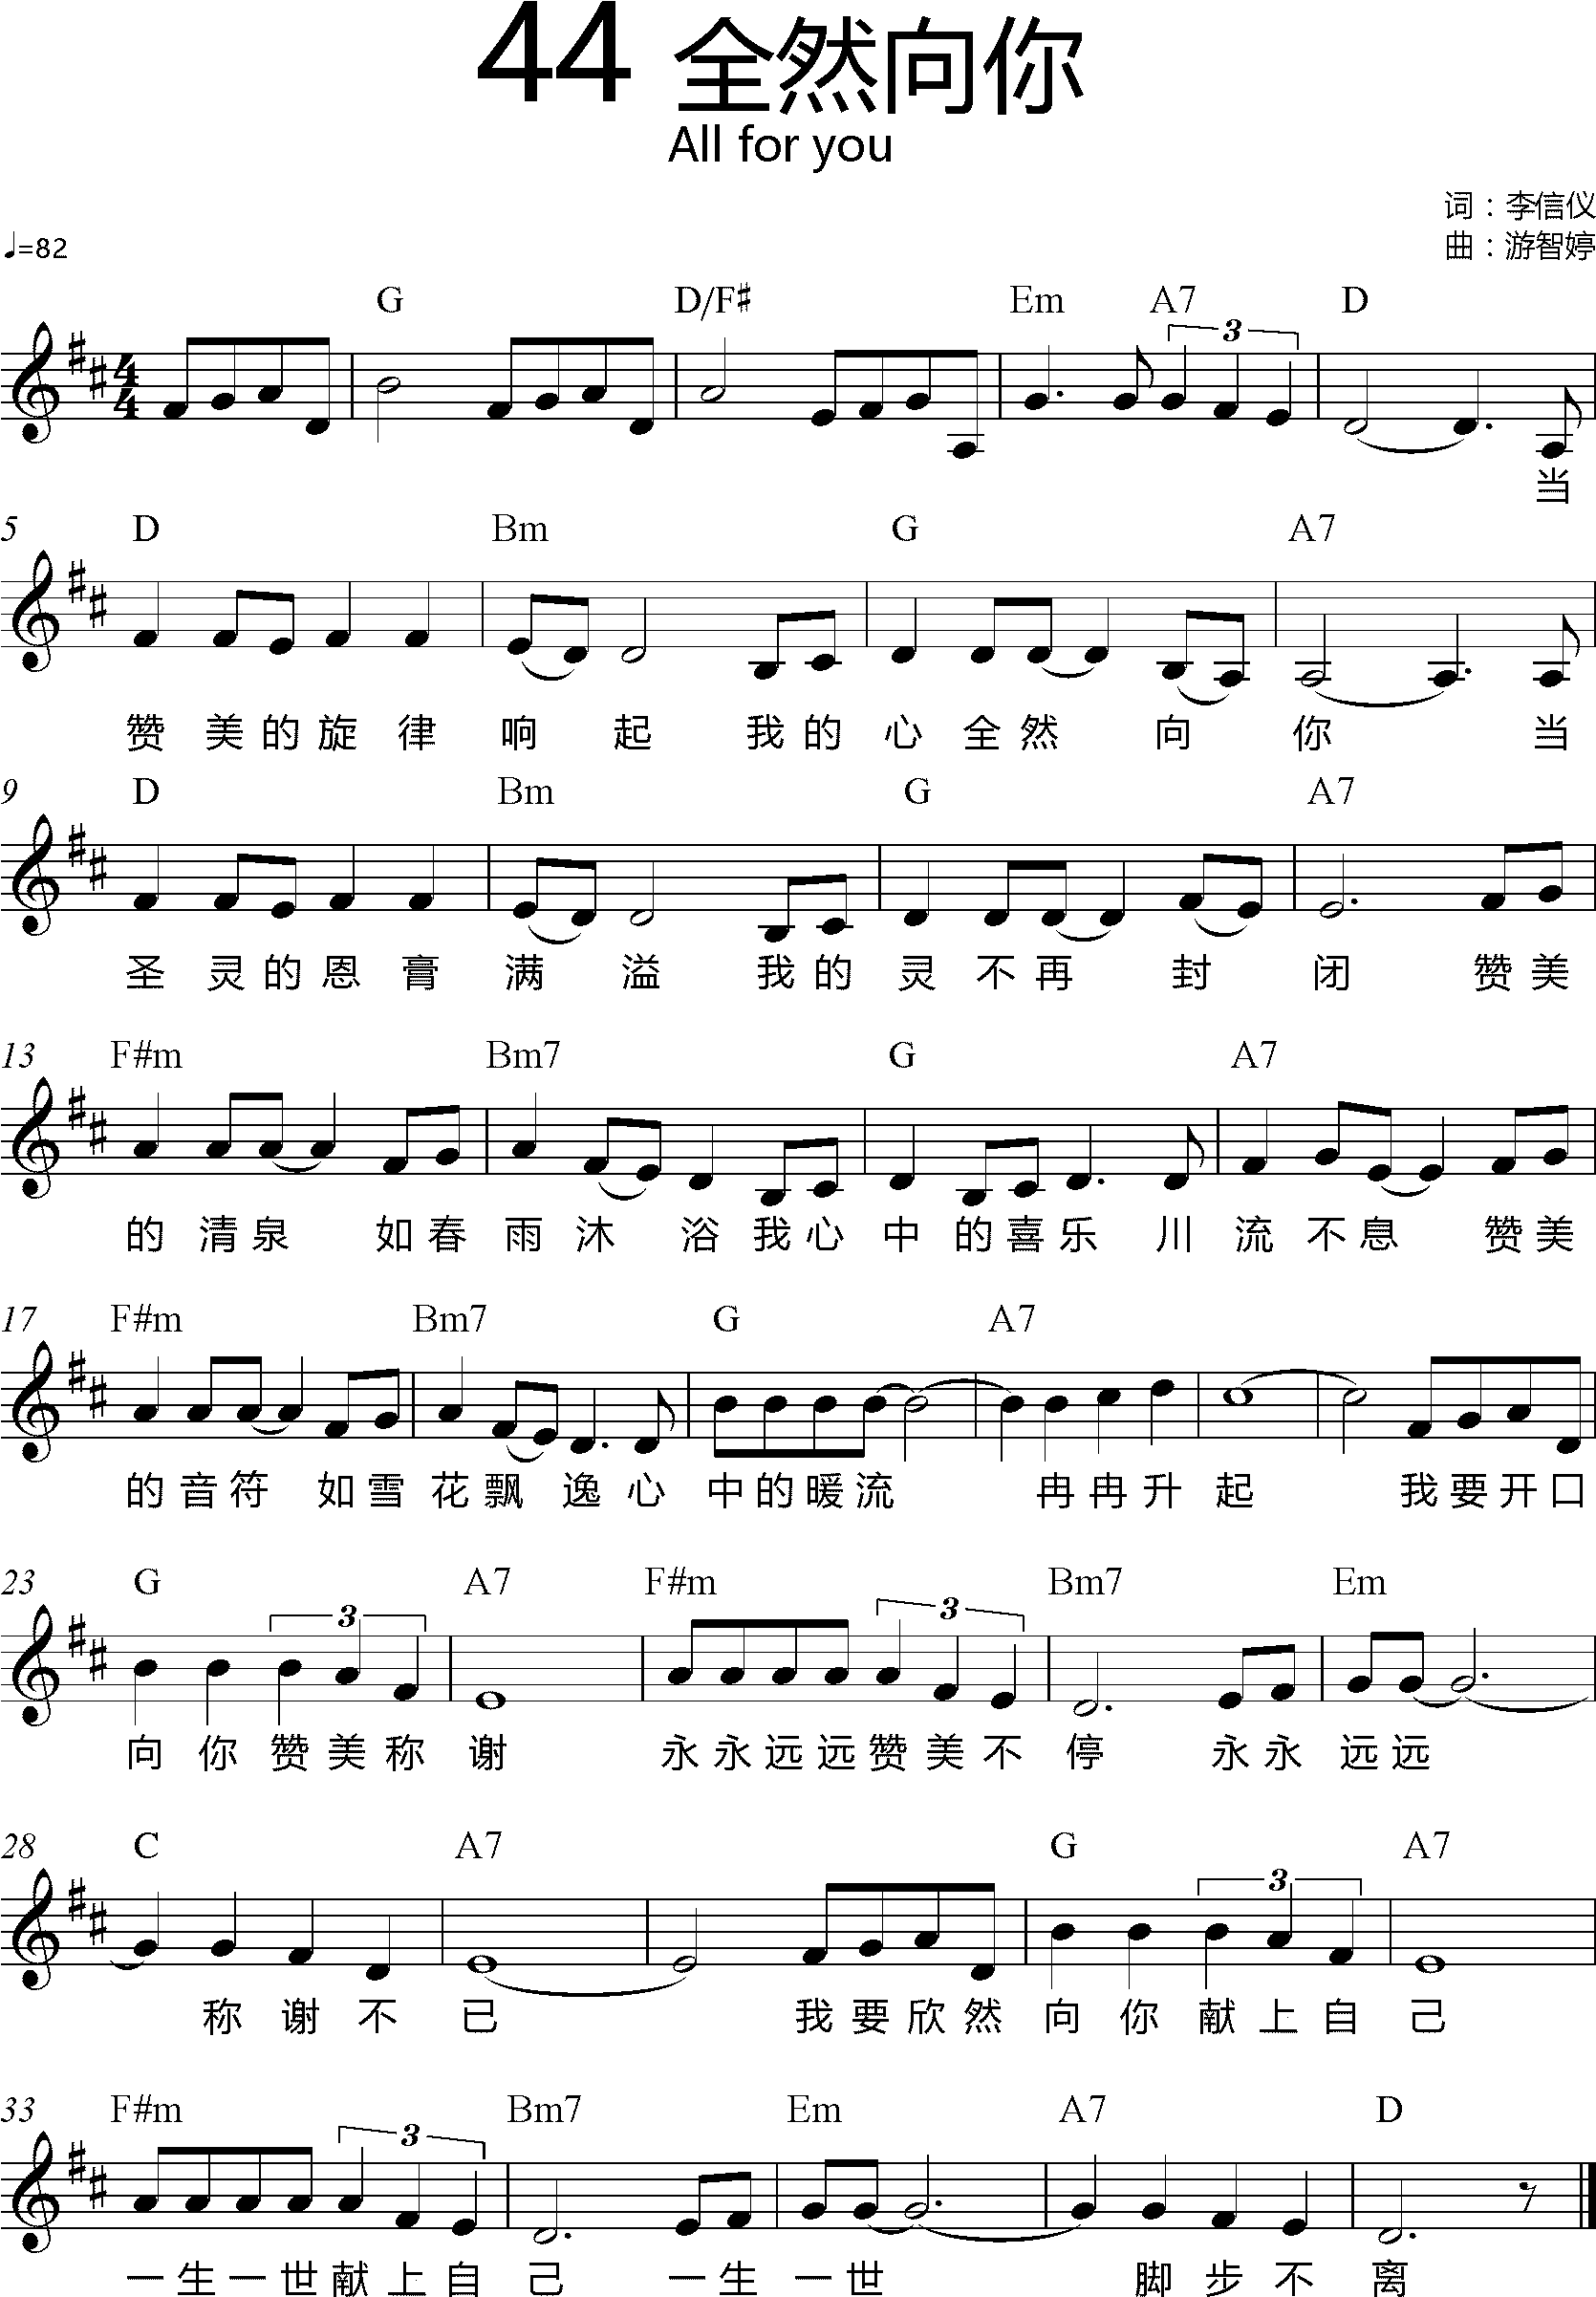 44 全然向你
All for you
词：李信仪
♩=82
曲：游智婷
G D/F♯ Em A7 D
3
当
5 D Bm G A7
赞 美 的 旋 律 响 起 我 的 心 全 然 向 你 当
9 D Bm G A7
圣 灵 的 恩 膏 满 溢 我 的 灵 不 再 封 闭 赞 美
13 F#m Bm7 G A7
的 清 泉 如 春 雨 沐 浴 我 心 中 的 喜 乐 川 流 不 息 赞 美
17 F#m Bm7 G A7
的 音 符 如 雪 花 飘 逸 心 中 的 暖 流 冉 冉 升 起 我 要 开 口
23 G A7 F#m Bm7 Em
3 3
向 你 赞 美 称 谢 永 永 远 远 赞 美 不 停 永 永 远 远
28 C A7 G A7
3
称 谢 不 已 我 要 欣 然 向 你 献 上 自 己
33 F#m Bm7 Em A7 D
3
一 生 一 世 献 上 自 己 一 生 一 世 脚 步 不 离